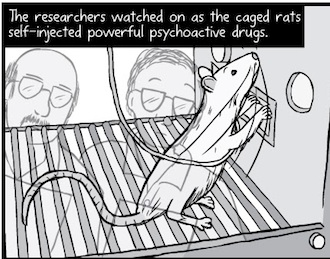 The researchers watched on as the caged rats
self-injected powerful psychoactive drugs.